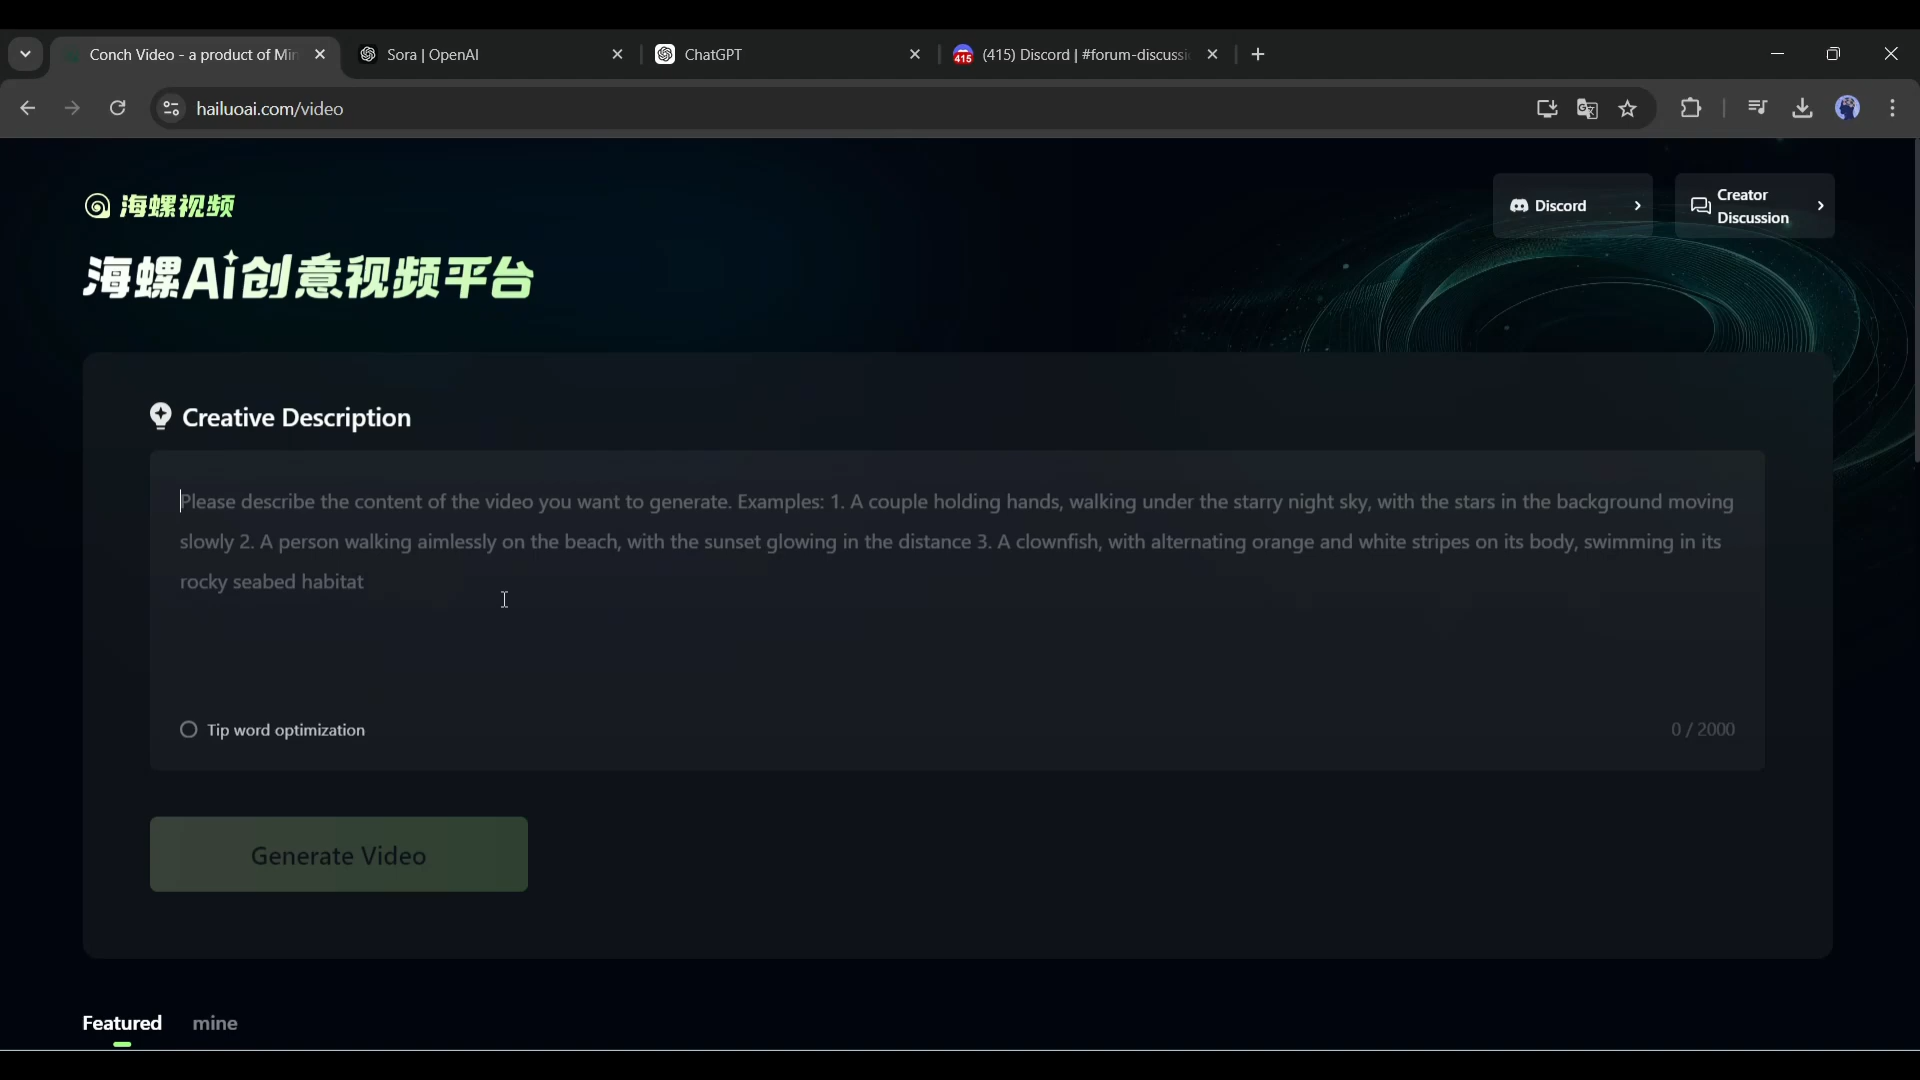 Conch Video - a product of Min
Sora | OpenAI
ChatGPT
415
(415) Discord | #forum-discussi
hailuoai.com/video
海螺视频
Discord
Creator
Discussion
海螺Ai创意视频平台
Creative Description
Please describe the content of the video you want to generate. Examples: 1. A couple holding hands, walking under the starry night sky, with the stars in the background moving
slowly 2. A person walking aimlessly on the beach, with the sunset glowing in the distance 3. A clownfish, with alternating orange and white stripes on its body, swimming in its
rocky seabed habitat
Tip word optimization
0 / 2000
Generate Video
Featured
mine